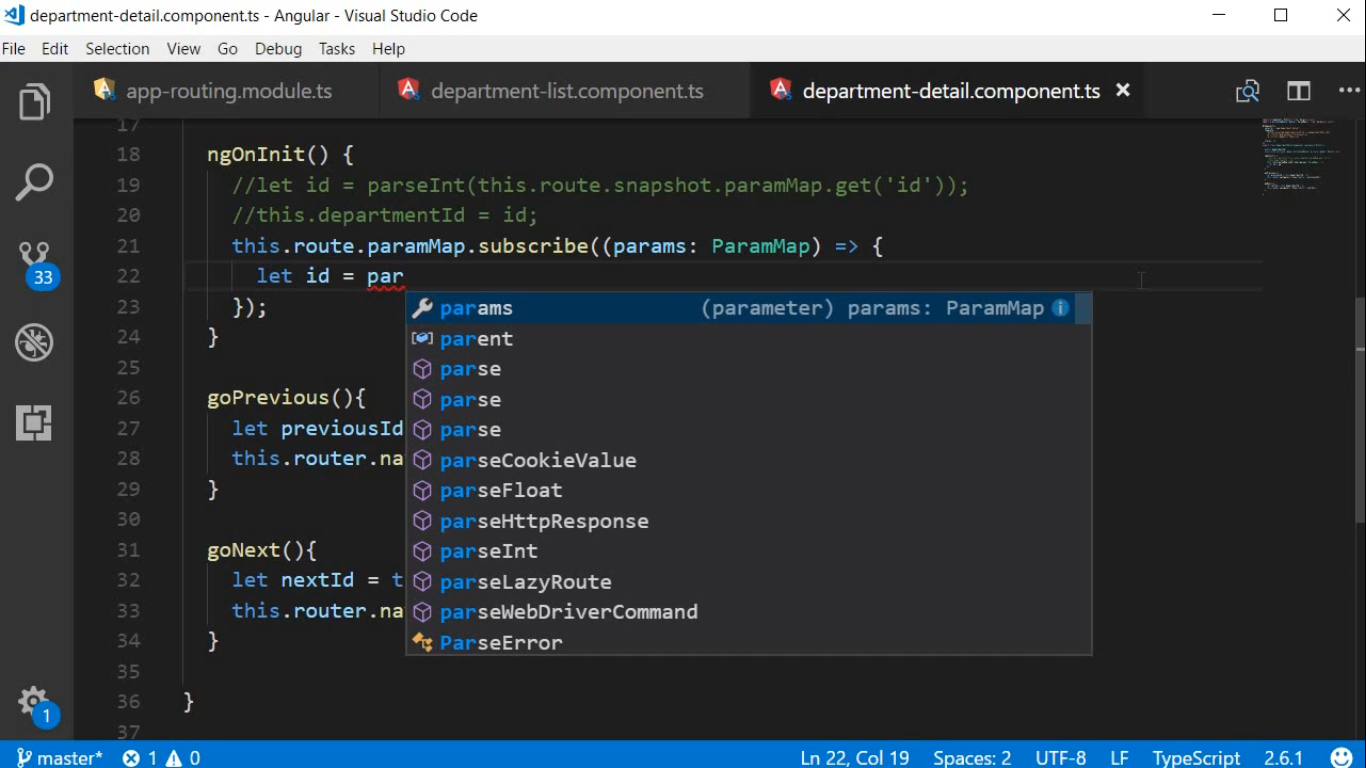 department-detail.component.ts - Angular - Visual Studio Code
File Edit Selection View Go Debug Tasks Help
app-routing.module.ts department-list.component.ts department-detail.component.ts
17
18 ngOnInit() {
19 //let id = parseInt(this.route.snapshot.paramMap.get('id'));
20 //this.departmentId = id;
21 this.route.paramMap.subscribe((params: ParamMap) => {
22 let id = par
23 });
24 }
25
26 goPrevious(){
27 let previousId
28 this.router.na
29 }
30
31 goNext(){
32 let nextId = t
33 this.router.na
34 }
35
36 }
37
params (parameter) params: ParamMap
parent
parse
parse
parse
parseCookieValue
parseFloat
parseHttpResponse
parseInt
parseLazyRoute
parseWebDriverCommand
ParseError
33
1
master* 1 0 Ln 22, Col 19 Spaces: 2 UTF-8 LF TypeScript 2.6.1